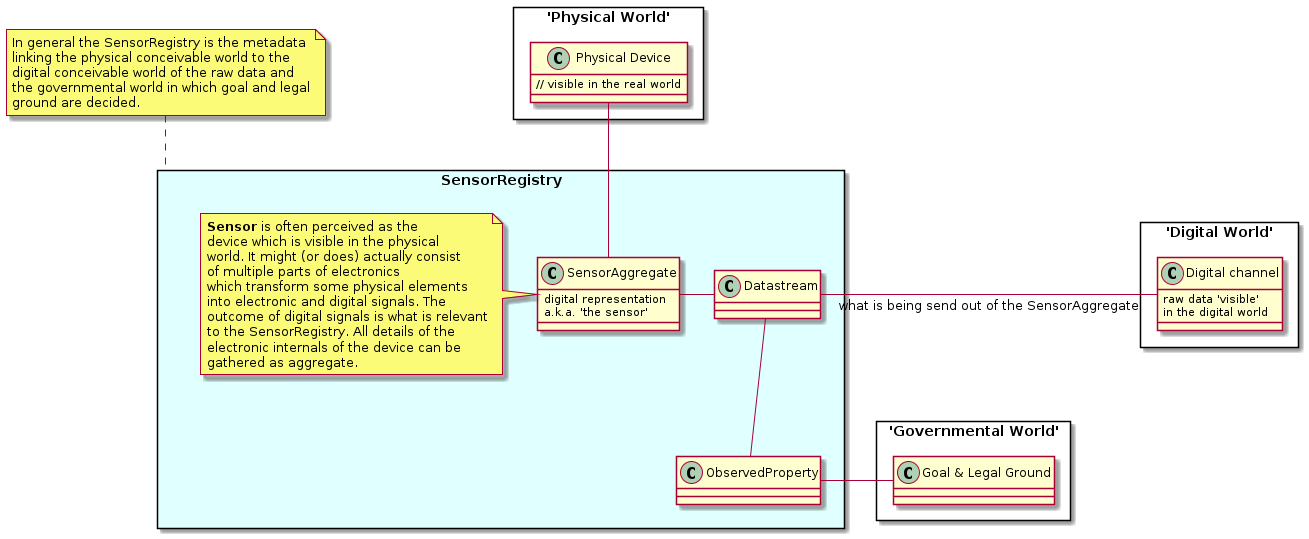 'Physical World'
In general the SensorRegistry is the metadata
linking the physical conceivable world to the
digital conceivable world of the raw data and
the governmental world in which goal and legal
ground are decided.
C Physical Device
// visible in the real world
SensorRegistry
Sensor is often perceived as the
device which is visible in the physical
world. It might (or does) actually consist
of multiple parts of electronics
which transform some physical elements
into electronic and digital signals. The
outcome of digital signals is what is relevant
to the SensorRegistry. All details of the
electronic internals of the device can be
gathered as aggregate.
C SensorAggregate
digital representation
a.k.a. 'the sensor'
C Datastream
what is being send out of the SensorAggregate
'Digital World'
C Digital channel
raw data 'visible'
in the digital world
C ObservedProperty
'Governmental World'
C Goal & Legal Ground